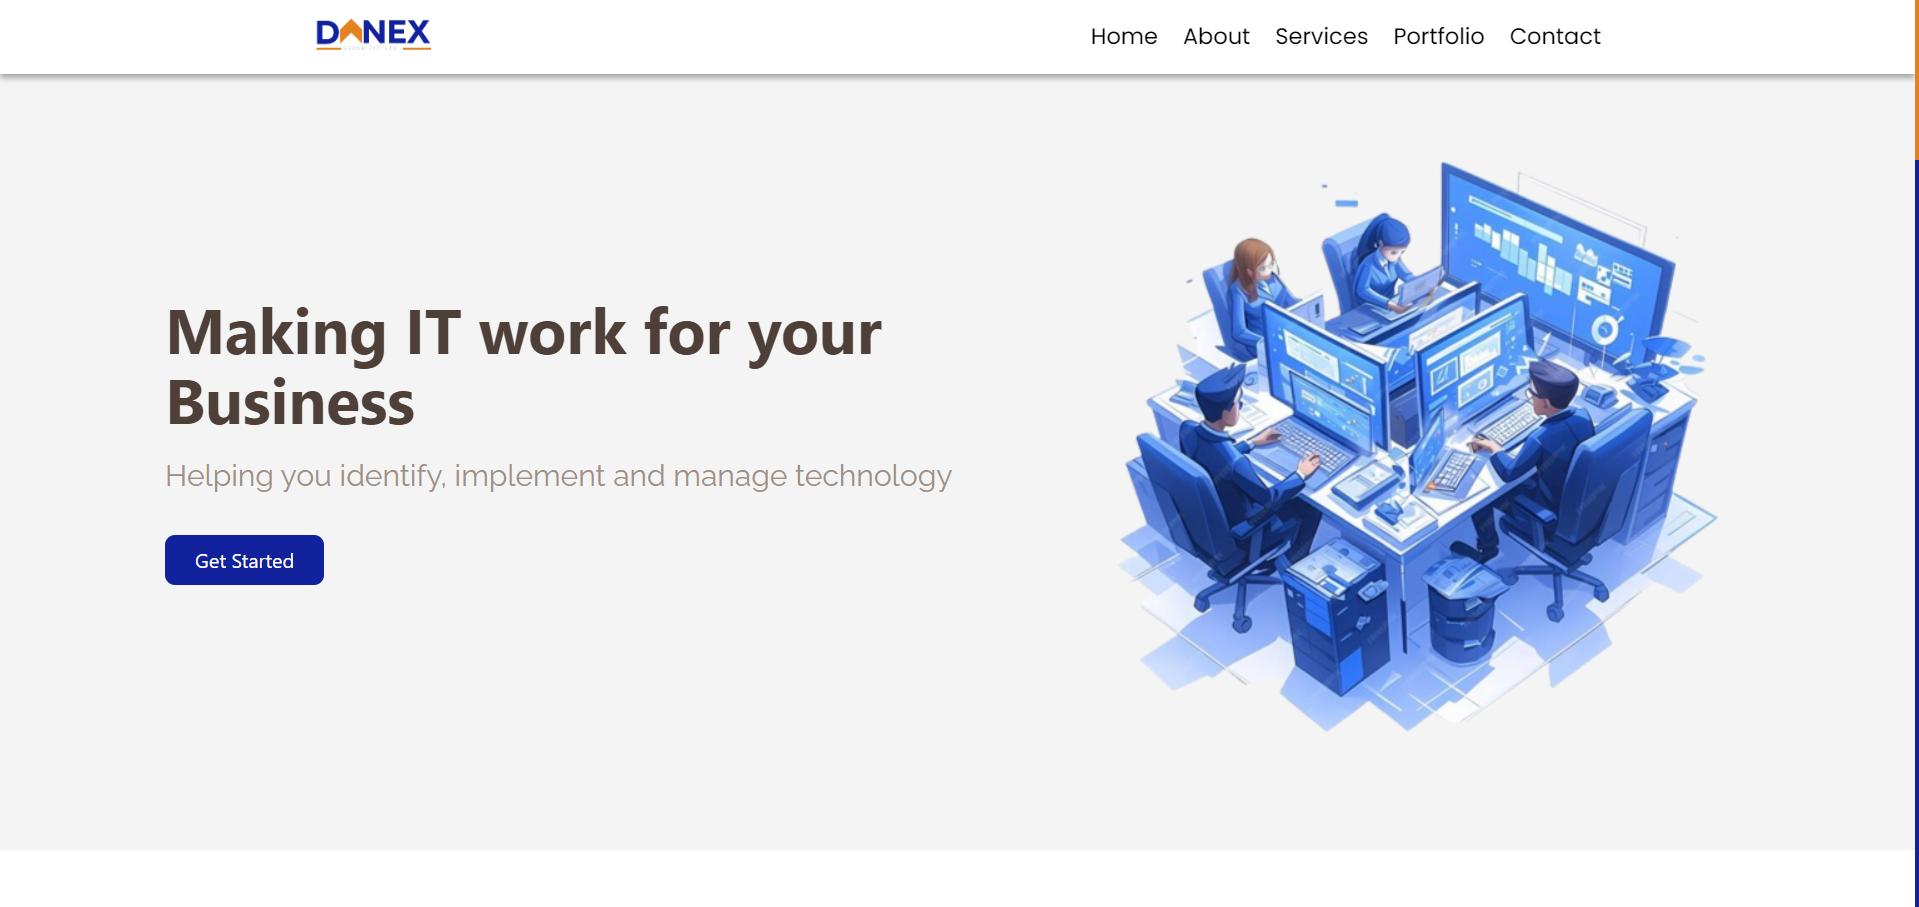 DANEX
Home About Services Portfolio Contact
Making IT work for your
Business
Helping you identify, implement and manage technology
Get Started